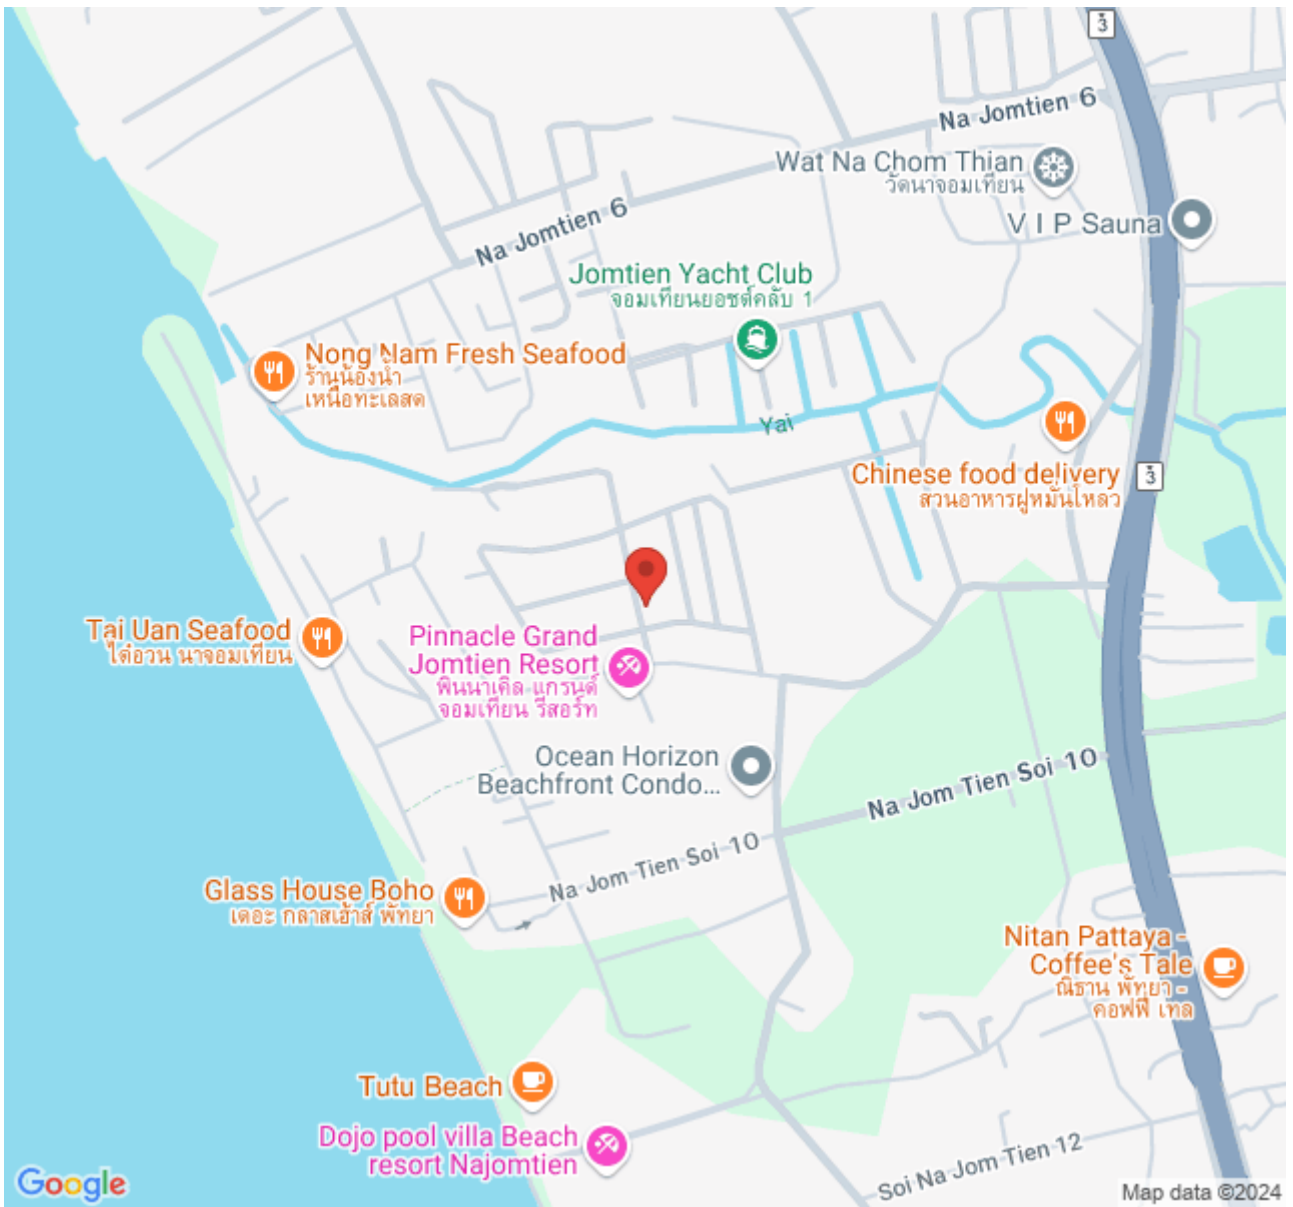 3
Na Jomtien 6
Wat Na Chom Thian
วัดนาจอมเทียน
Na Jomtien 6
V I P Sauna
Jomtien Yacht Club
จอมเทียนยอชต์คลับ 1
Nong Nam Fresh Seafood
ร้านน้องน้ำ
เหนือทะเลสด
Yai
Chinese food delivery
สวนอาหารฝูหมั่นโหลว
3
Tai Uan Seafood
ไต๋อ้วน นาจอมเทียน
Pinnacle Grand
Jomtien Resort
พินนาเคิล แกรนด์
จอมเทียน รีสอร์ท
Ocean Horizon
Beachfront Condo...
Na Jom Tien Soi 10
Na Jom Tien Soi 10
Glass House Boho
เดอะ กลาสเฮ้าส์ พัทยา
Nitan Pattaya -
Coffee's Tale
ณิธาน พัทยา -
คอฟฟี่ เทล
Tutu Beach
Dojo pool villa Beach
resort Najomtien
Soi Na Jom Tien 12
Google
Map data ©2024